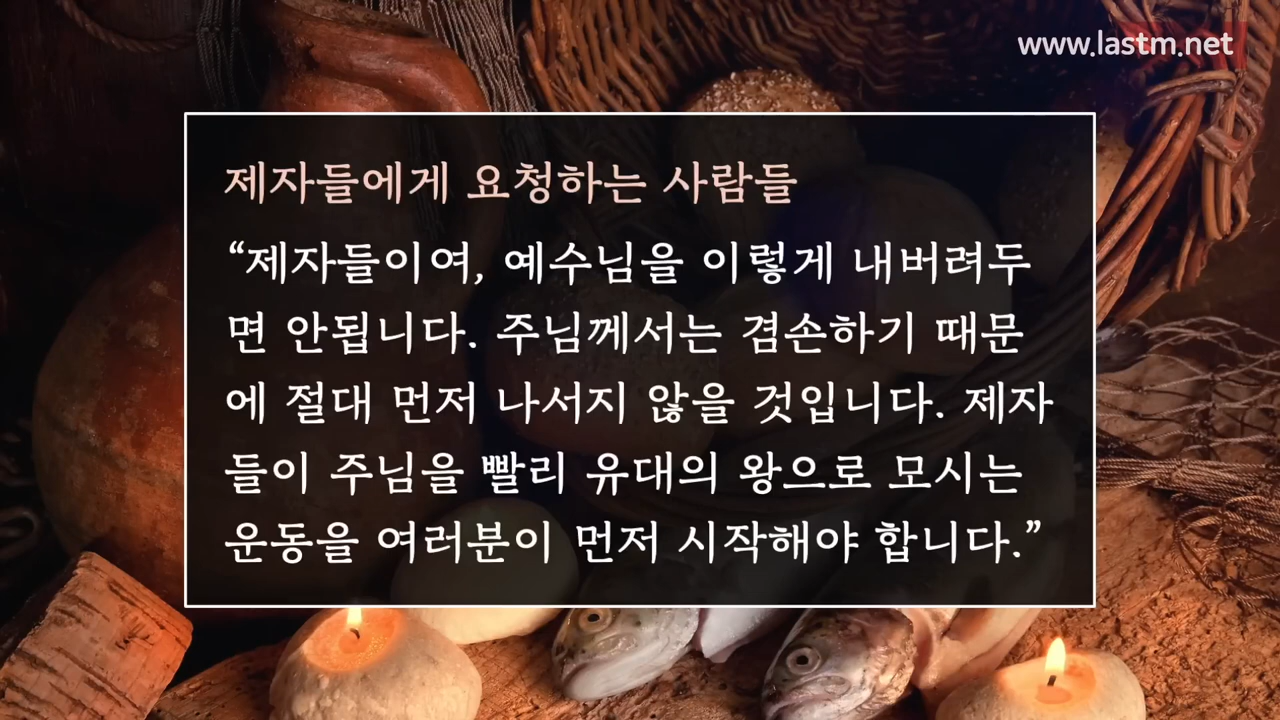 www.lastm.net
제자들에게 요청하는 사람들
“제자들이여, 예수님을 이렇게 내버려두
면 안됩니다. 주님께서는 겸손하기 때문
에 절대 먼저 나서지 않을 것입니다. 제자
들이 주님을 빨리 유대의 왕으로 모시는
운동을 여러분이 먼저 시작해야 합니다.”